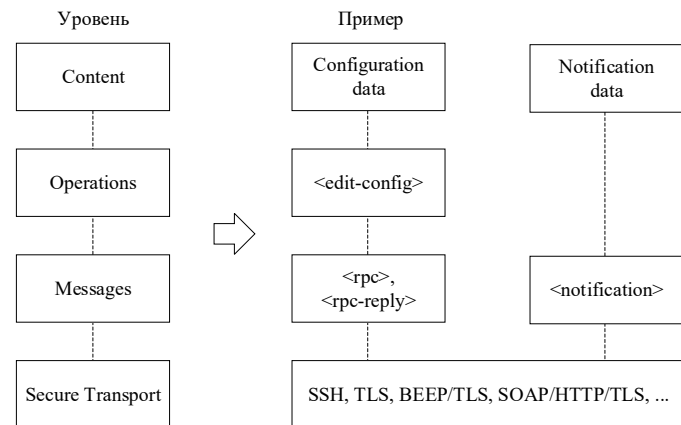 Уровень
Пример
Content
Configuration
data
Notification
data
Operations
<edit-config>
Messages
<rpc>,
<rpc-reply>
<notification>
Secure Transport
SSH, TLS, BEEP/TLS, SOAP/HTTP/TLS, ...